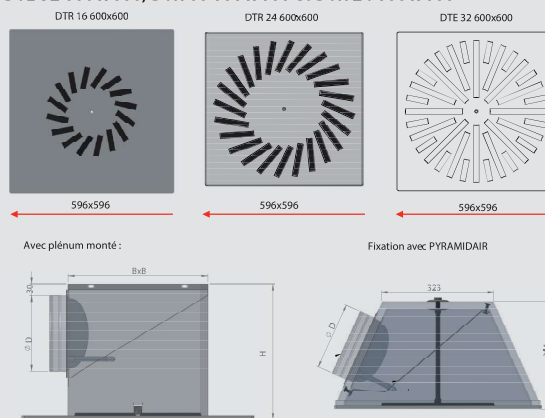 DTR 16 600x600
DTR 24 600x600
DTE 32 600x600
596x596
596x596
596x596
Avec plénum monté :
Fixation avec PYRAMIDAIR
BxB
30
Ø D
H
323
Ø D